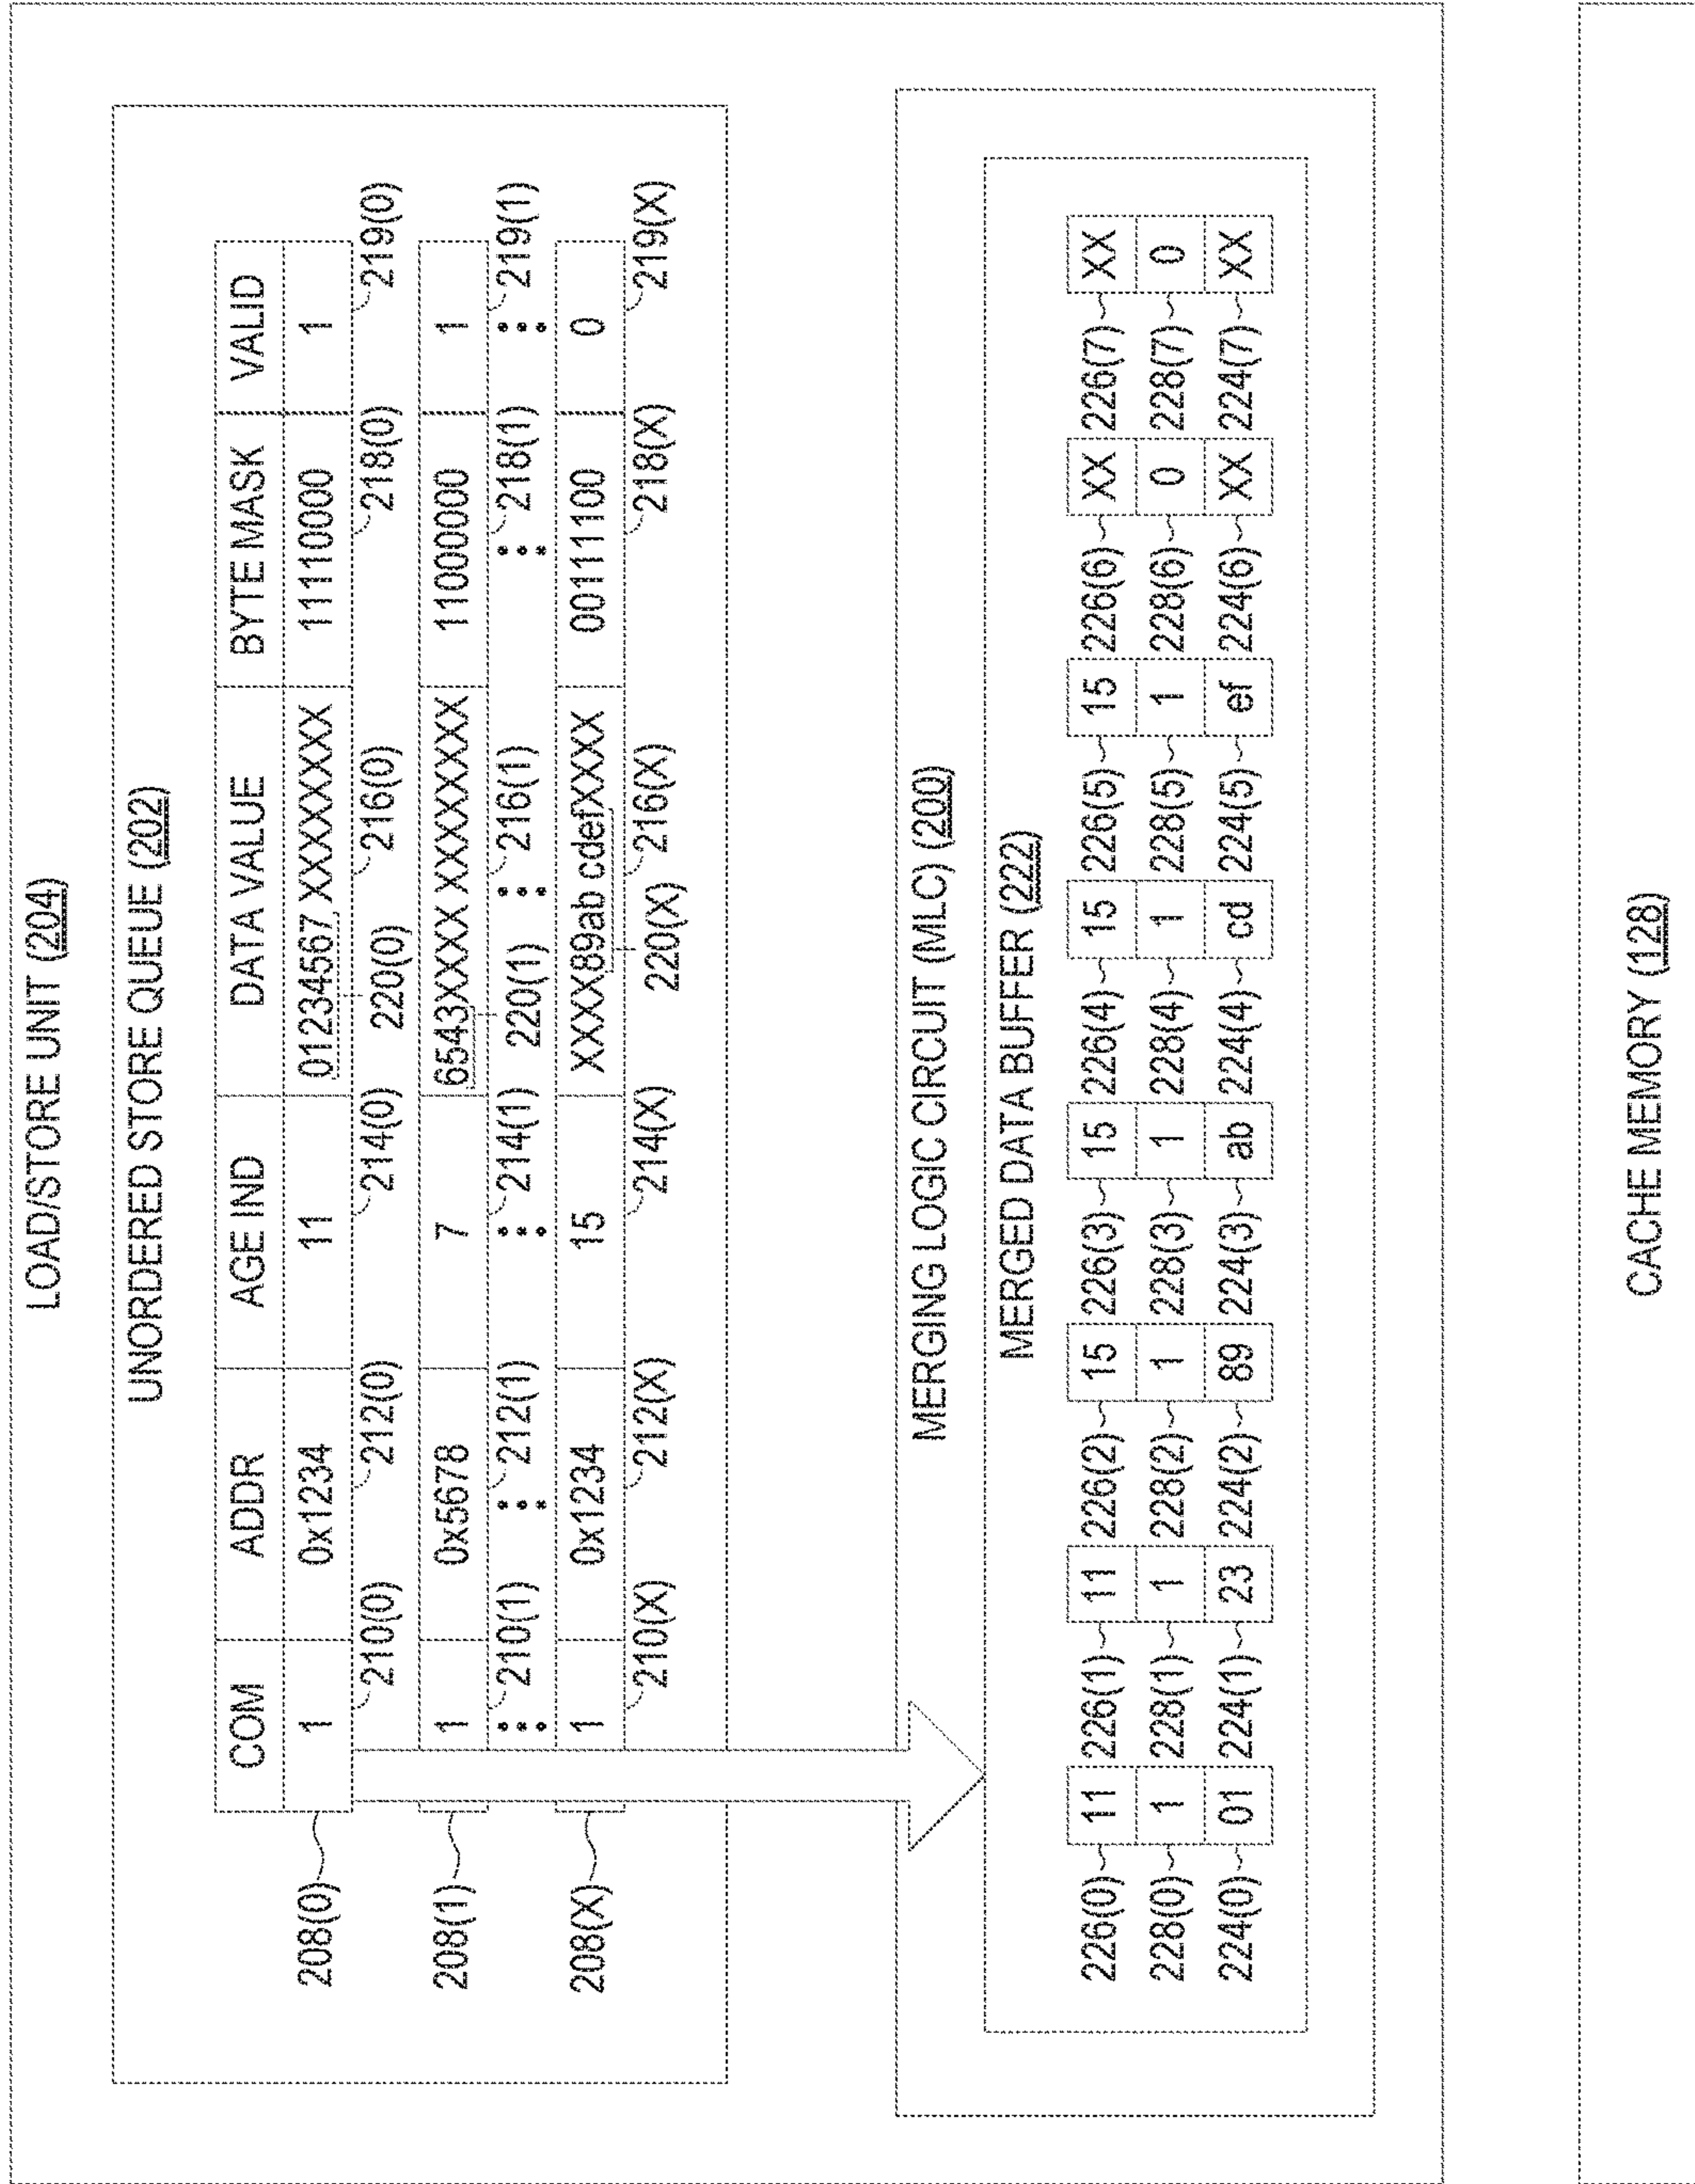 LOAD/STORE UNIT (204)
UNORDERED STORE QUEUE (202)
COM ADDR AGE IND DATA VALUE BYTE MASK VALID
208(0) 1 0x1234 11 01234567 XXXXXXXX 11110000 1
210(0) 212(0) 214(0) 220(0) 216(0) 218(0) 219(0)
208(1) 1 0x5678 7 6543XXXX XXXXXXXX 11000000 1
210(1) 212(1) 214(1) 220(1) 216(1) 218(1) 219(1)
208(X) 1 0x1234 15 XXXX89ab cdefXXXX 00111100 0
210(X) 212(X) 214(X) 220(X) 216(X) 218(X) 219(X)
MERGING LOGIC CIRCUIT (MLC) (200)
MERGED DATA BUFFER (222)
226(0) 11 226(1) 11 226(2) 15 226(3) 15 226(4) 15 226(5) 15 226(6) XX 226(7) XX
228(0) 1 228(1) 1 228(2) 1 228(3) 1 228(4) 1 228(5) 1 228(6) 0 228(7) 0
224(0) 01 224(1) 23 224(2) 89 224(3) ab 224(4) cd 224(5) ef 224(6) XX 224(7) XX
CACHE MEMORY (128)